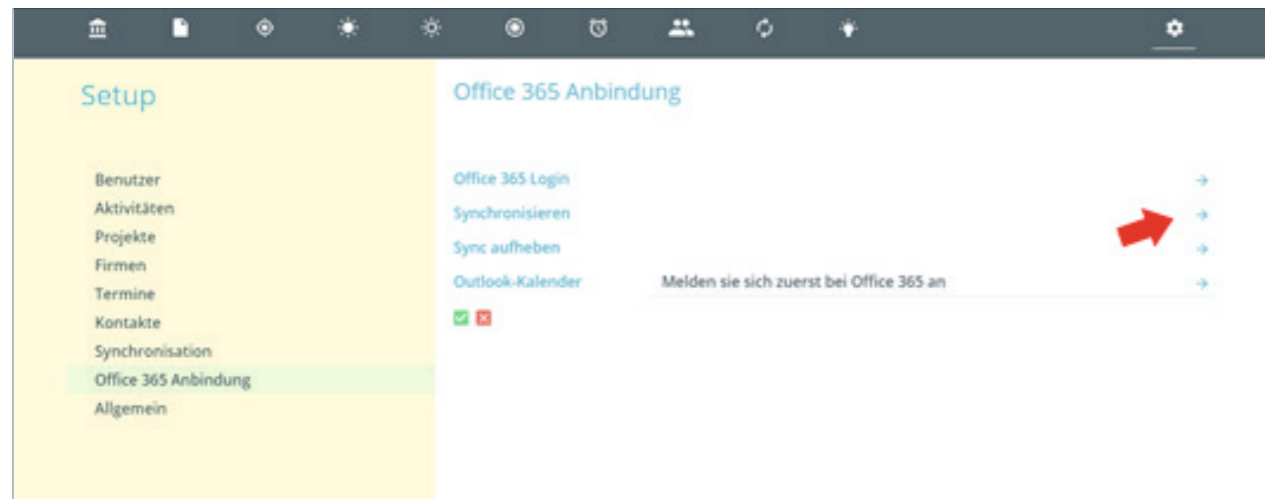 Setup
Benutzer
Aktivitäten
Projekte
Firmen
Termine
Kontakte
Synchronisation
Office 365 Anbindung
Allgemein
Office 365 Anbindung
Office 365 Login
Synchronisieren
Sync aufheben
Outlook-Kalender Melden sie sich zuerst bei Office 365 an